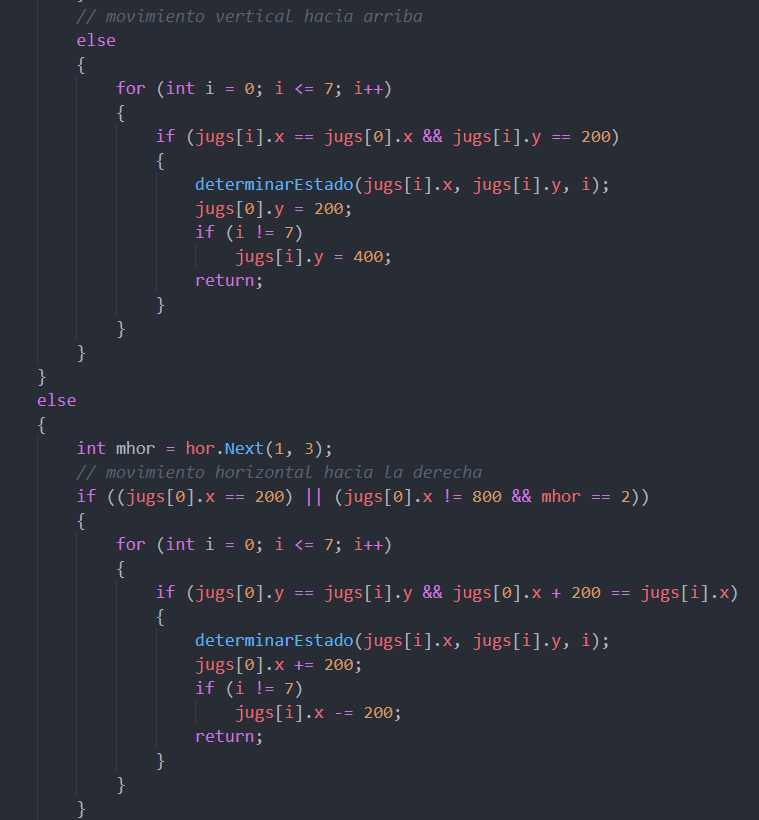 }
// movimiento vertical hacia arriba
else
{
for (int i = 0; i <= 7; i++)
{
if (jugs[i].x == jugs[0].x && jugs[i].y == 200)
{
determinarEstado(jugs[i].x, jugs[i].y, i);
jugs[0].y = 200;
if (i != 7)
jugs[i].y = 400;
return;
}
}
}
}
else
{
int mhor = hor.Next(1, 3);
// movimiento horizontal hacia la derecha
if ((jugs[0].x == 200) || (jugs[0].x != 800 && mhor == 2))
{
for (int i = 0; i <= 7; i++)
{
if (jugs[0].y == jugs[i].y && jugs[0].x + 200 == jugs[i].x)
{
determinarEstado(jugs[i].x, jugs[i].y, i);
jugs[0].x += 200;
if (i != 7)
jugs[i].x -= 200;
return;
}
}
}